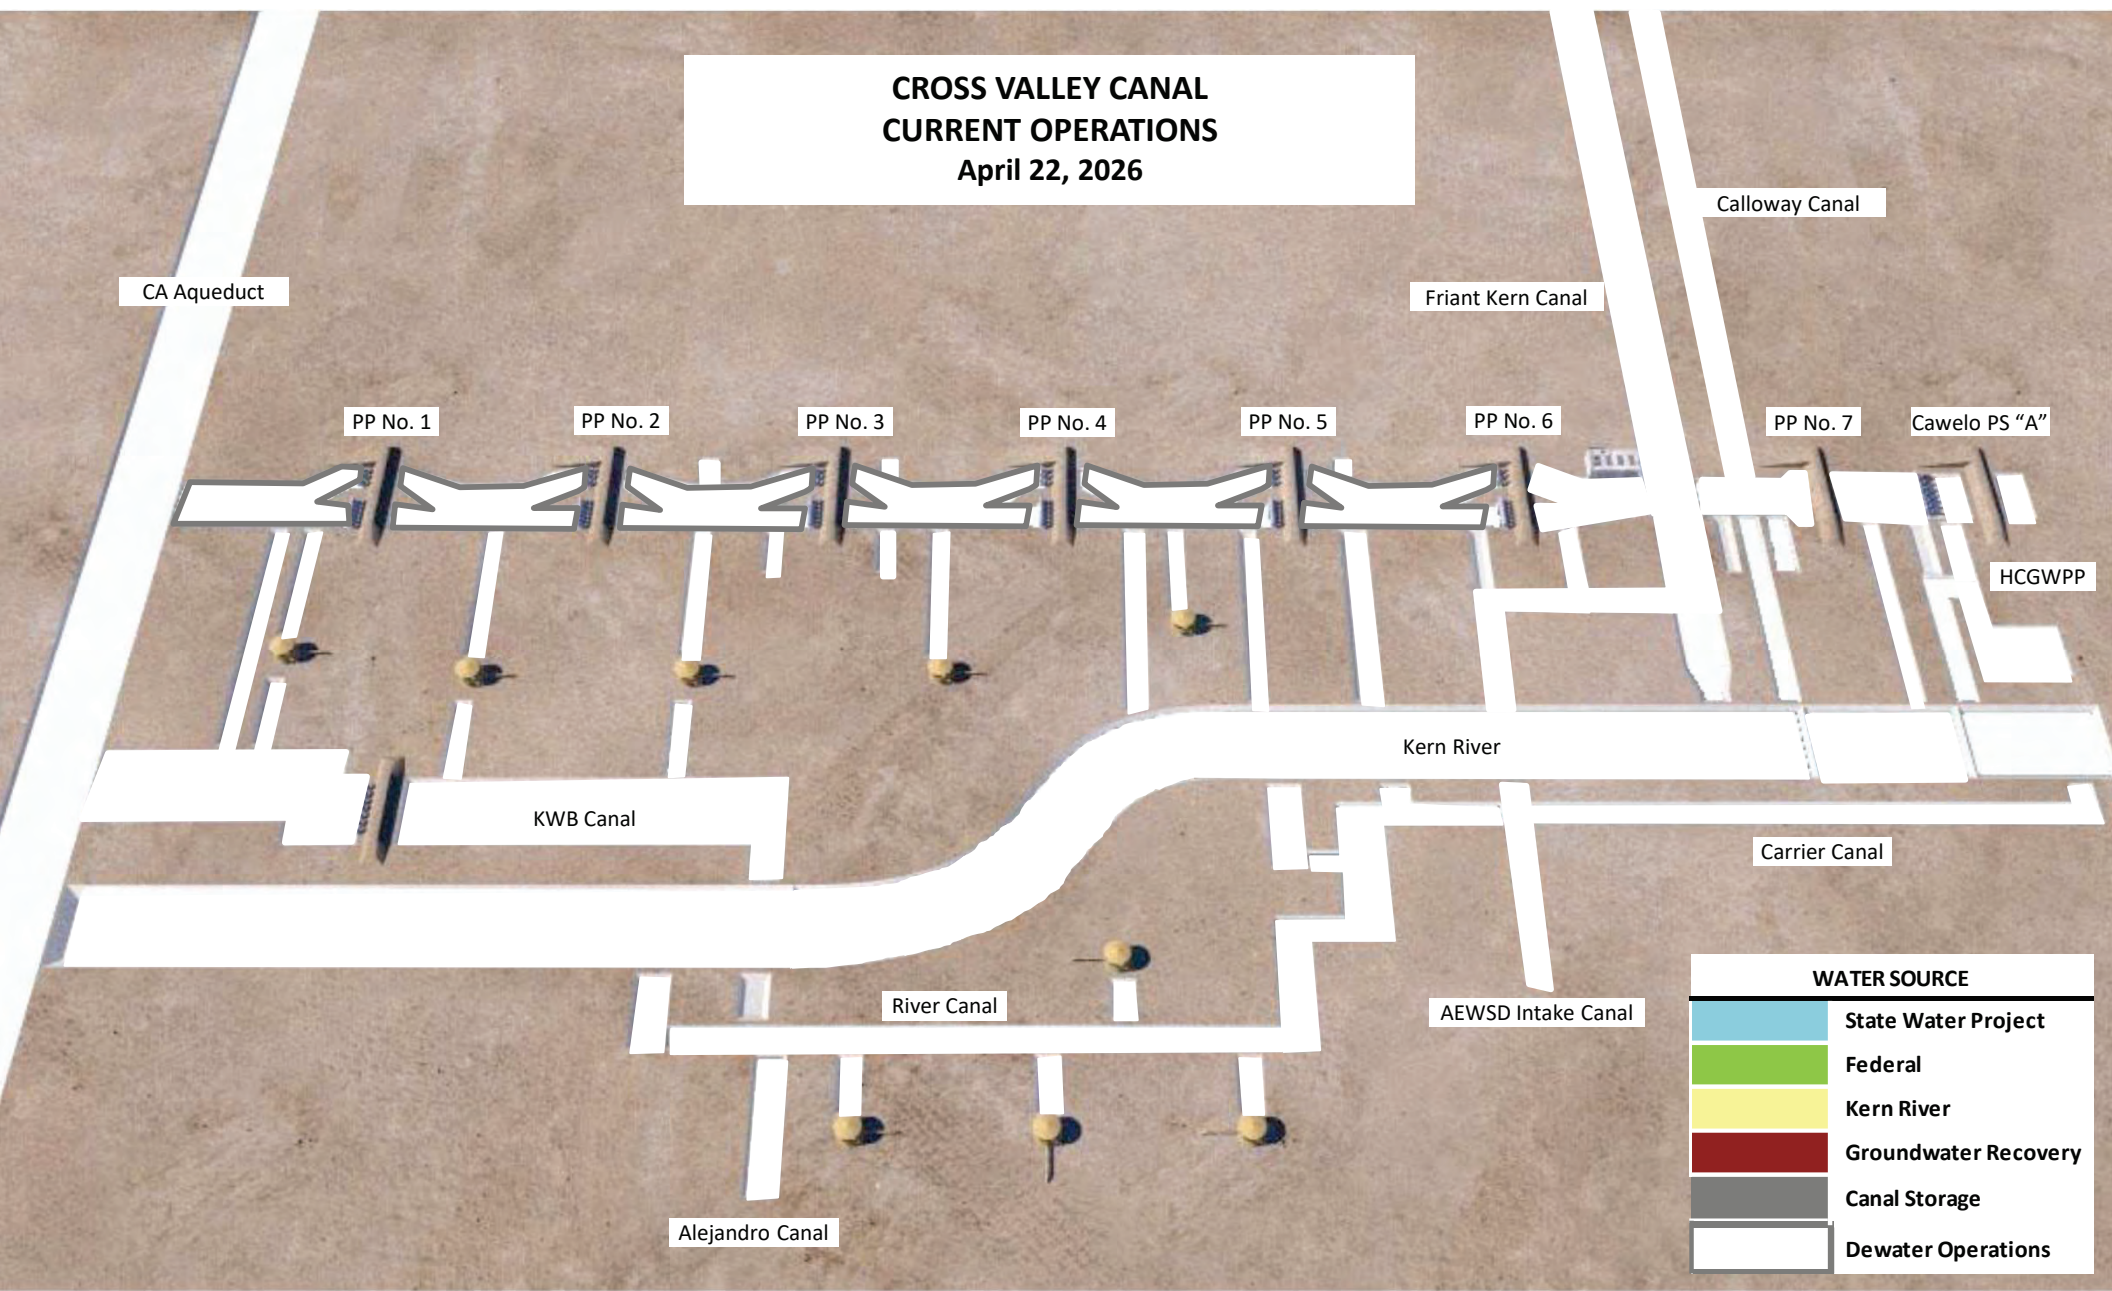 CROSS VALLEY CANAL
CURRENT OPERATIONS
April 22, 2026
Calloway Canal
CA Aqueduct
Friant Kern Canal
PP No. 1
PP No. 2
PP No. 3
PP No. 4
PP No. 5
PP No. 6
PP No. 7
Cawelo PS “A”
HCGWPP
Kern River
KWB Canal
Carrier Canal
River Canal
AEWSD Intake Canal
Alejandro Canal
WATER SOURCE
State Water Project
Federal
Kern River
Groundwater Recovery
Canal Storage
Dewater Operations